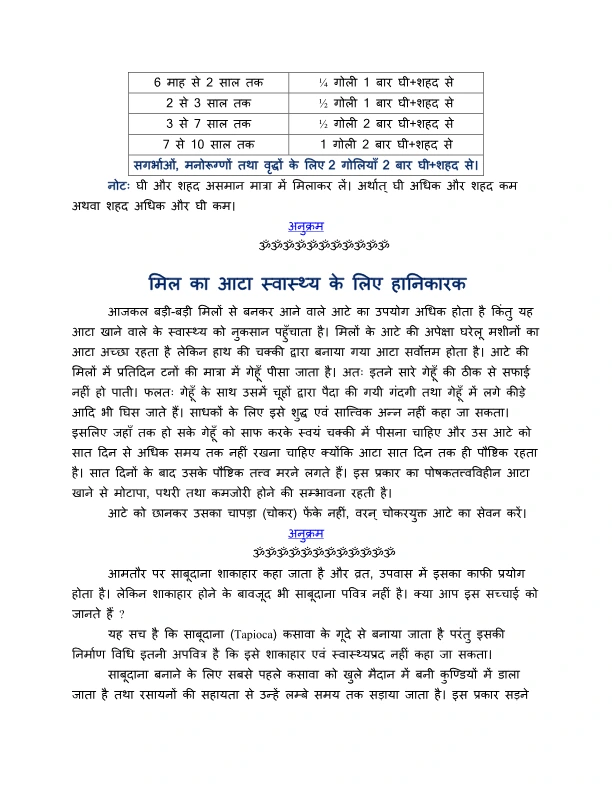 6 माह से 2 साल तक ¼ गोली 1 बार घी+शहद से
2 से 3 साल तक ½ गोली 1 बार घी+शहद से
3 से 7 साल तक ½ गोली 2 बार घी+शहद से
7 से 10 साल तक 1 गोली 2 बार घी+शहद से
सगर्भाओं, मनोरूग्णों तथा वृद्धों के लिए 2 गोलियाँ 2 बार घी+शहद से।
नोटः घी और शहद असमान मात्रा में मिलाकर लें। अर्थात् घी अधिक और शहद कम
अथवा शहद अधिक और घी कम।
अनुक्रम
ॐॐॐॐॐॐॐॐॐॐॐ
मिल का आटा स्वास्थ्य के लिए हानिकारक
आजकल बड़ी-बड़ी मिलों से बनकर आने वाले आटे का उपयोग अधिक होता है किंतु यह
आटा खाने वाले के स्वास्थ्य को नुकसान पहुँचाता है। मिलों के आटे की अपेक्षा घरेलू मशीनों का
आटा अच्छा रहता है लेकिन हाथ की चक्की द्वारा बनाया गया आटा सर्वोत्तम होता है। आटे की
मिलों में प्रतिदिन टनों की मात्रा में गेहूँ पीसा जाता है। अतः इतने सारे गेहूँ की ठीक से सफाई
नहीं हो पाती। फलतः गेहूँ के साथ उसमें चूहों द्वारा पैदा की गयी गंदगी तथा गेहूँ में लगे कीड़े
आदि भी घिस जाते हैं। साधकों के लिए इसे शुद्ध एवं सात्त्विक अन्न नहीं कहा जा सकता।
इसलिए जहाँ तक हो सके गेहूँ को साफ करके स्वयं चक्की में पीसना चाहिए और उस आटे को
सात दिन से अधिक समय तक नहीं रखना चाहिए क्योंकि आटा सात दिन तक ही पौष्टिक रहता
है। सात दिनों के बाद उसके पौष्टिक तत्त्व मरने लगते हैं। इस प्रकार का पोषकतत्त्वविहीन आटा
खाने से मोटापा, पथरी तथा कमजोरी होने की सम्भावना रहती है।
आटे को छानकर उसका चापड़ा (चोकर) फेंके नहीं, वरन् चोकरयुक्त आटे का सेवन करें।
अनुक्रम
ॐॐॐॐॐॐॐॐॐॐॐॐ
आमतौर पर साबूदाना शाकाहार कहा जाता है और व्रत, उपवास में इसका काफी प्रयोग
होता है। लेकिन शाकाहार होने के बावजूद भी साबूदाना पवित्र नहीं है। क्या आप इस सच्चाई को
जानते हैं ?
यह सच है कि साबूदाना (Tapioca) कसावा के गूदे से बनाया जाता है परंतु इसकी
निर्माण विधि इतनी अपवित्र है कि इसे शाकाहार एवं स्वास्थ्यप्रद नहीं कहा जा सकता।
साबूदाना बनाने के लिए सबसे पहले कसावा को खुले मैदान में बनी कुण्डियों में डाला
जाता है तथा रसायनों की सहायता से उन्हें लम्बे समय तक सड़ाया जाता है। इस प्रकार सड़ने